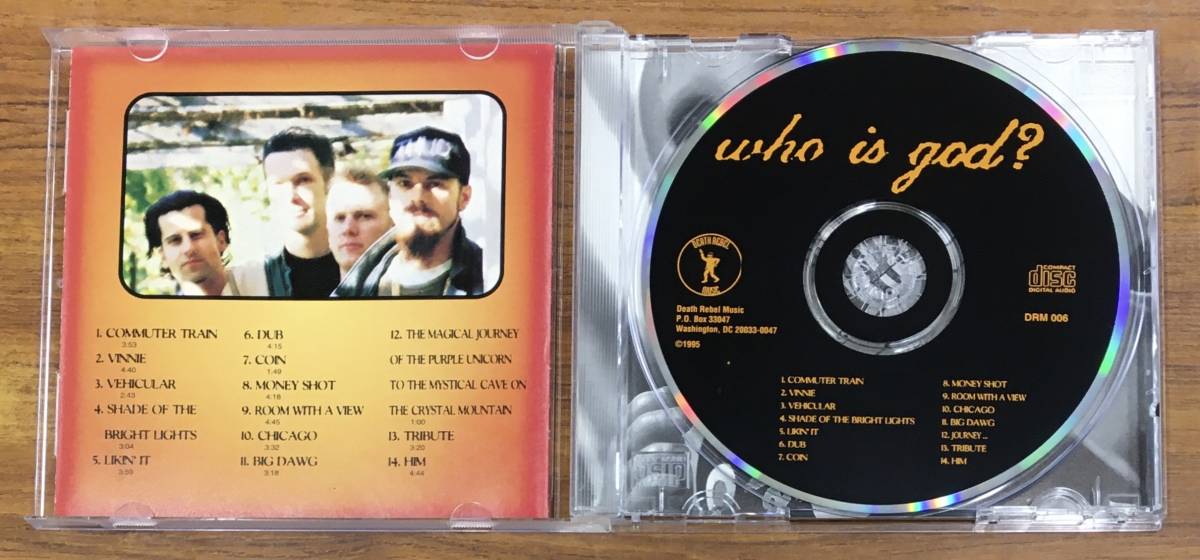 1. COMMUTER TRAIN
3:53
2. VINNIE
4:40
3. VEHICULAR
2:43
4. SHADE OF THE
BRIGHT LIGHTS
3:04
5. LIKIN' IT
3:59
6. DUB
4:15
7. COIN
1:49
8. MONEY SHOT
4:18
9. ROOM WITH A VIEW
4:45
10. CHICAGO
3:32
11. BIG DAWG
3:18
12. THE MAGICAL JOURNEY
OF THE PURPLE UNICORN
TO THE MYSTICAL CAVE ON
THE CRYSTAL MOUNTAIN
1:00
13. TRIBUTE
3:20
14. HIM
4:44
who is god?
DEATH REBEL
MUSIC
Death Rebel Music
P.O. Box 33047
Washington, DC 20033-0047
©1995
COMPACT
disc
DIGITAL AUDIO
DRM 006
1. COMMUTER TRAIN
2. VINNIE
3. VEHICULAR
4. SHADE OF THE BRIGHT LIGHTS
5. LIKIN' IT
6. DUB
7. COIN
8. MONEY SHOT
9. ROOM WITH A VIEW
10. CHICAGO
11. BIG DAWG
12. JOURNEY ...
13. TRIBUTE
14. HIM